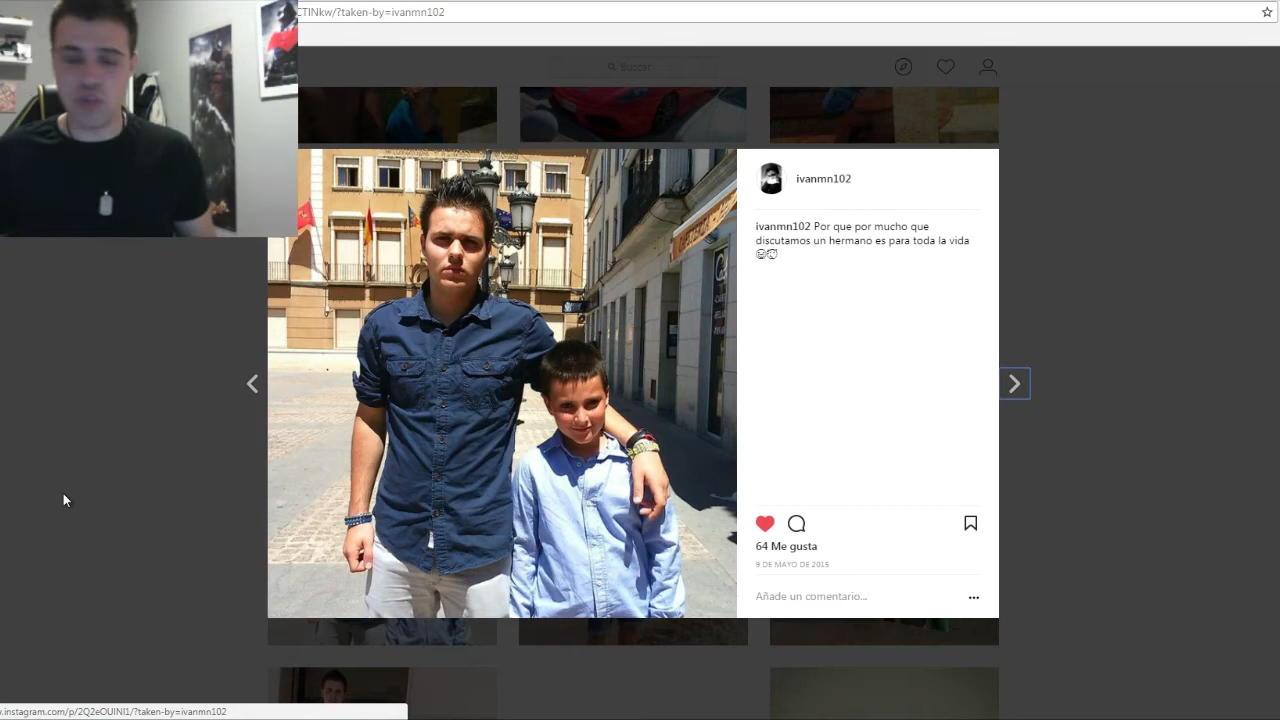 CTINkw/?taken-by=ivanmn102
Buscar
ivanmn102
ivanmn102 Por que por mucho que
discutamos un hermano es para toda la vida
64 Me gusta
9 DE MAYO DE 2015
Añade un comentario...
.instagram.com/p/2Q2eOUINI1/?taken-by=ivanmn102